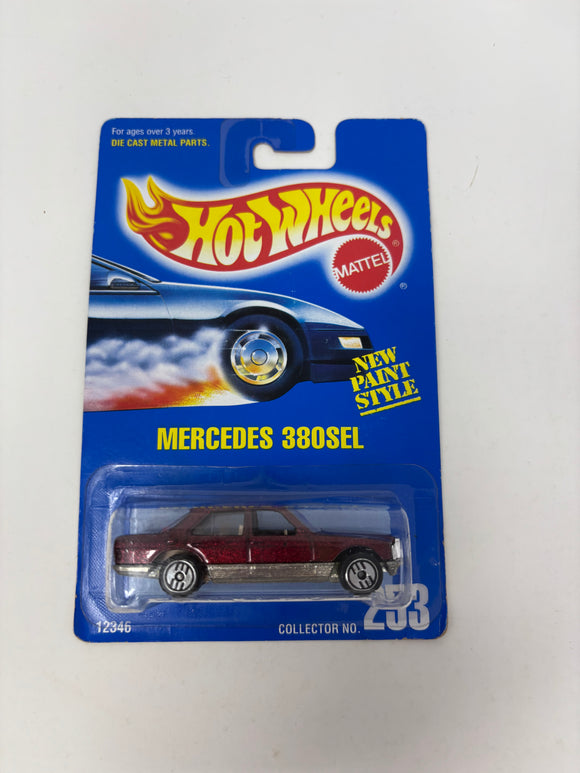 For ages over 3 years.
DIE CAST METAL PARTS.
HOT WHEELS®
MATTEL
®
NEW
PAINT
STYLE
MERCEDES 380SEL
12346
COLLECTOR NO. 253